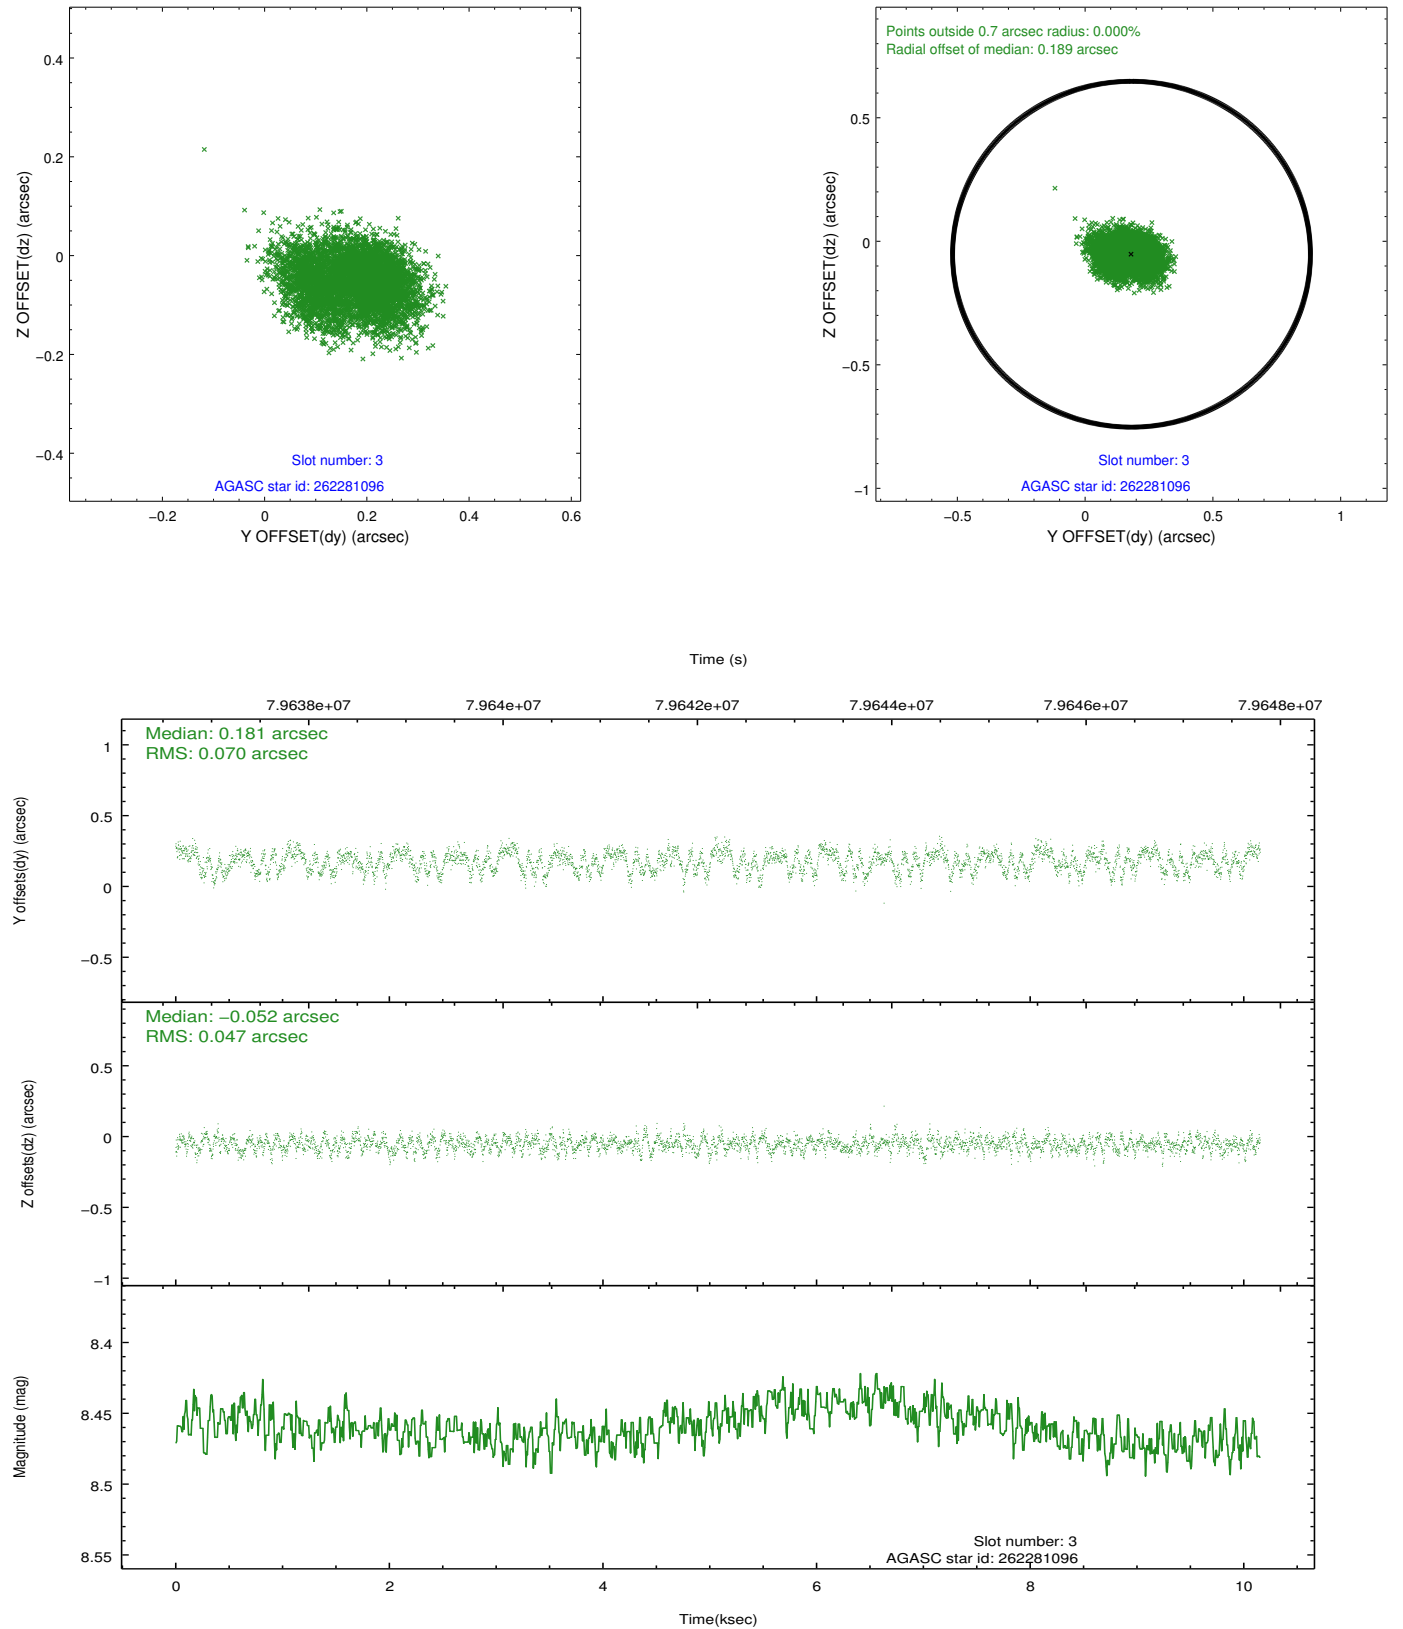 0.4
0.2
0
−0.2
−0.4
Z OFFSET(dz) (arcsec)
Slot number: 3
AGASC star id: 262281096
−0.2 0 0.2 0.4 0.6
Y OFFSET(dy) (arcsec)
Points outside 0.7 arcsec radius: 0.000%
Radial offset of median: 0.189 arcsec
0.5
0
−0.5
−1
Z OFFSET(dz) (arcsec)
Slot number: 3
AGASC star id: 262281096
−0.5 0 0.5 1
Y OFFSET(dy) (arcsec)
Time (s)
7.9638e+07 7.964e+07 7.9642e+07 7.9644e+07 7.9646e+07 7.9648e+07
Median: 0.181 arcsec
RMS: 0.070 arcsec
1
0.5
0
−0.5
Y offsets(dy) (arcsec)
Median: −0.052 arcsec
RMS: 0.047 arcsec
0.5
0
−0.5
−1
Z offsets(dz) (arcsec)
8.4
8.45
8.5
8.55
Magnitude (mag)
Slot number: 3
AGASC star id: 262281096
0 2 4 6 8 10
Time(ksec)